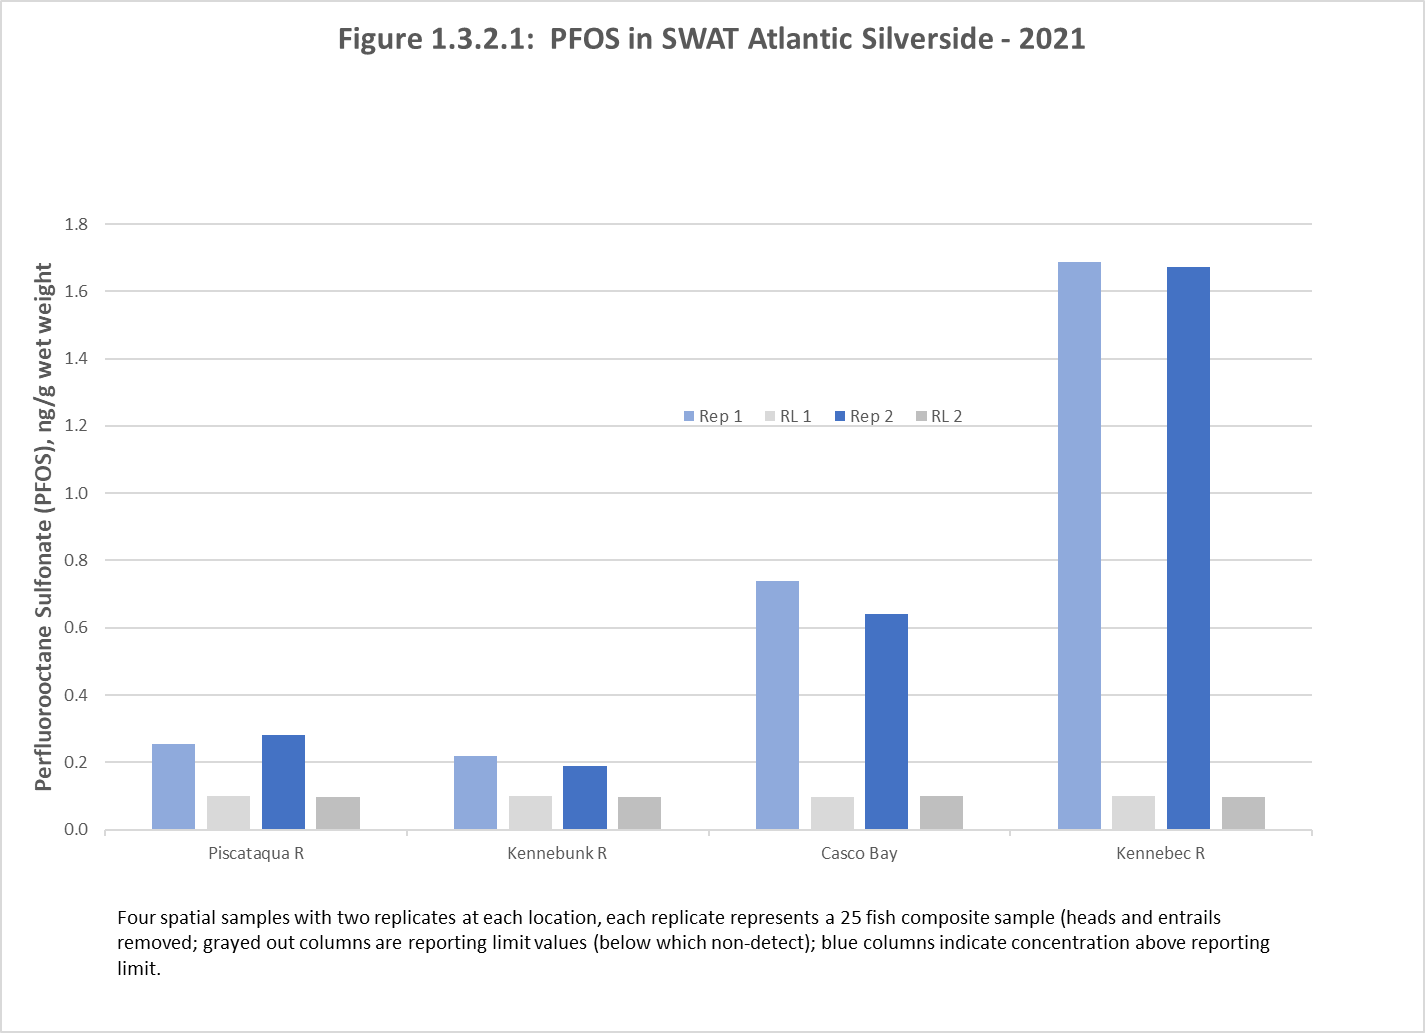 Figure 1.3.2.1:  PFOS in SWAT Atlantic Silverside - 2021
Perfluorooctane Sulfonate (PFOS), ng/g wet weight
1.8
1.6
1.4
1.2
1.0
0.8
0.6
0.4
0.2
0.0
Rep 1 RL 1 Rep 2 RL 2
Piscataqua R Kennebunk R Casco Bay Kennebec R
Four spatial samples with two replicates at each location, each replicate represents a 25 fish composite sample (heads and entrails
removed; grayed out columns are reporting limit values (below which non-detect); blue columns indicate concentration above reporting
limit.